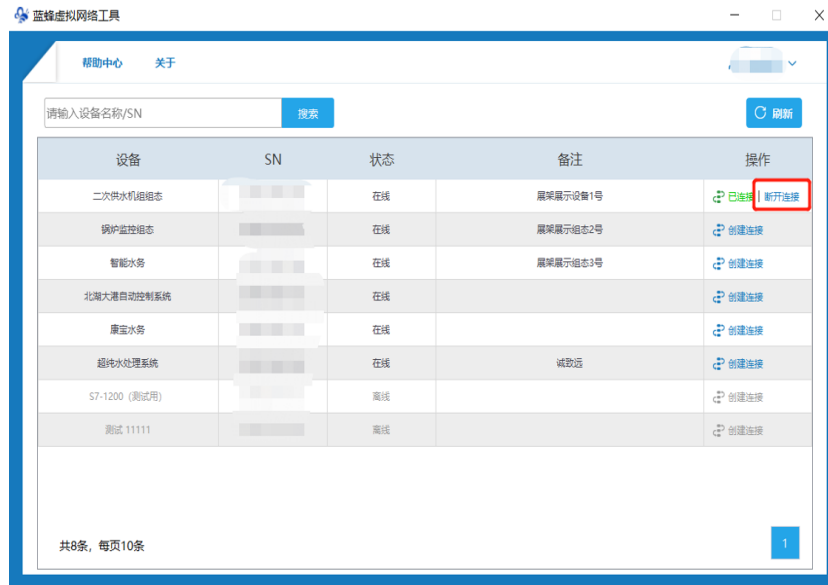 蓝蜂虚拟网络工具
帮助中心 关于
请输入设备名称/SN 搜索 刷新
设备 SN 状态 备注 操作
二次供水机组组态 在线 展架展示设备1号 已连接 | 断开连接
锅炉监控组态 在线 展架展示组态2号 创建连接
智能水务 在线 展架展示组态3号 创建连接
北湖大港自动控制系统 在线 创建连接
康宝水务 在线 创建连接
超纯水处理系统 在线 诚致远 创建连接
S7-1200（测试用） 离线 创建连接
测试 11111 离线 创建连接
共8条，每页10条 1